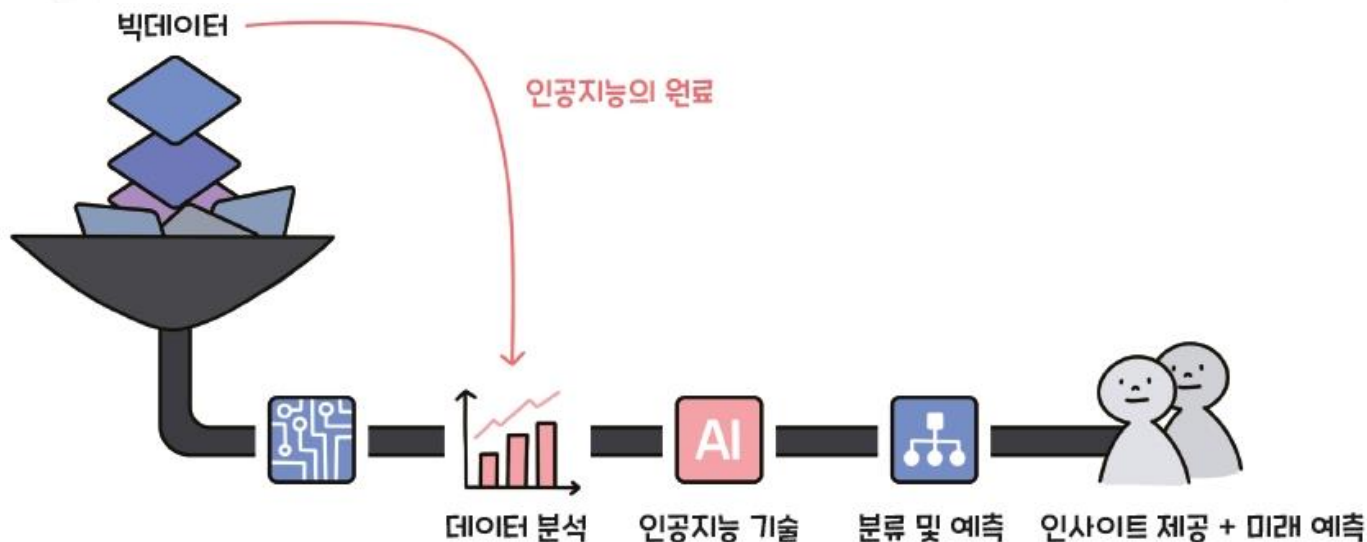 빅데이터
인공지능의 원료
AI
데이터 분석
인공지능 기술
분류 및 예측
인사이트 제공 + 미래 예측